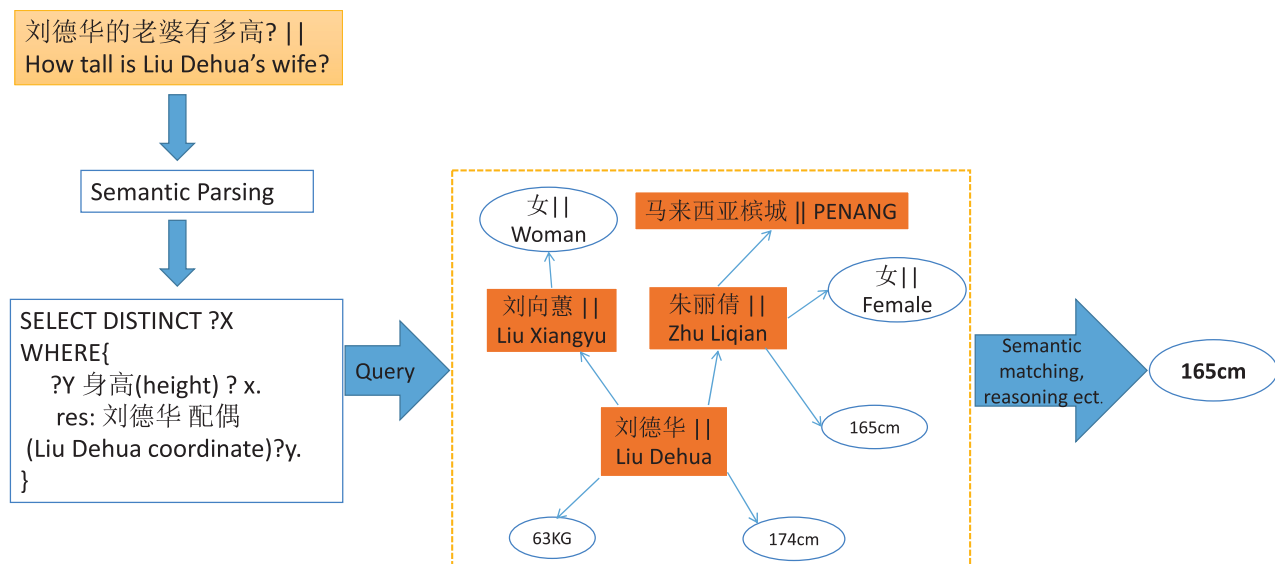 刘德华的老婆有多高? ||
How tall is Liu Dehua’s wife?
Semantic Parsing
SELECT DISTINCT ?X
WHERE{
?Y 身高(height) ? x.
res: 刘德华 配偶
(Liu Dehua coordinate)?y.
}
Query
女||
Woman
马来西亚槟城 || PENANG
刘向蕙 ||
Liu Xiangyu
朱丽倩 ||
Zhu Liqian
女||
Female
刘德华 ||
Liu Dehua
165cm
63KG
174cm
Semantic
matching,
reasoning ect.
165cm